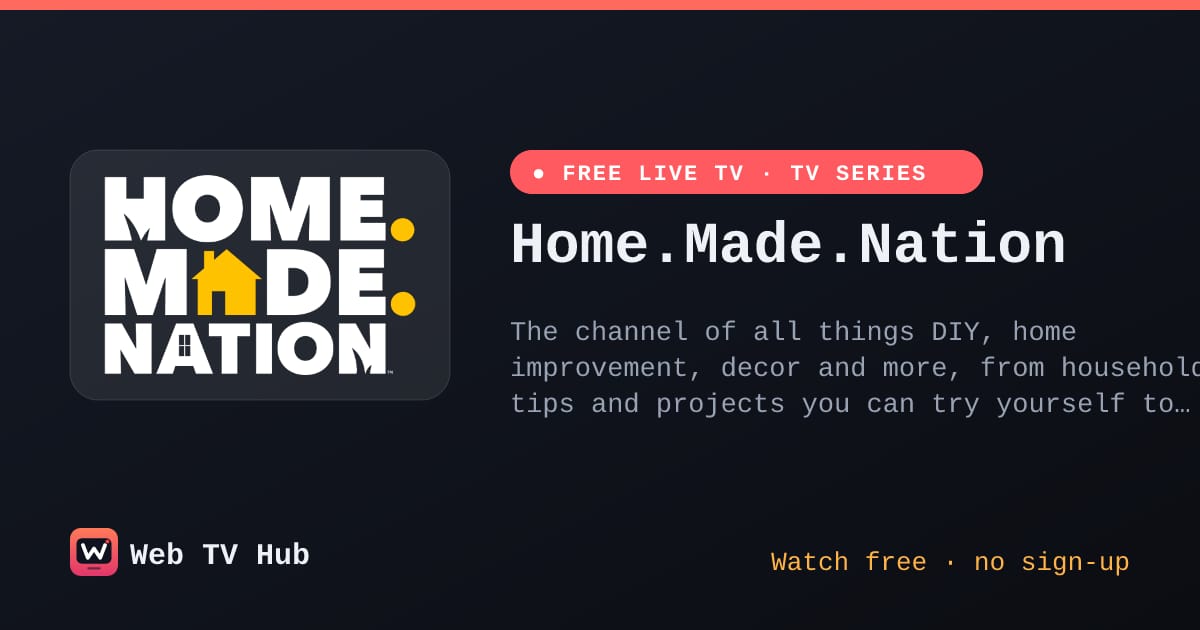 HOME.
MADE.
NATION™
● FREE LIVE TV · TV SERIES
Home.Made.Nation
The channel of all things DIY, home
improvement, decor and more, from household
tips and projects you can try yourself to…
W
Web TV Hub
Watch free · no sign-up